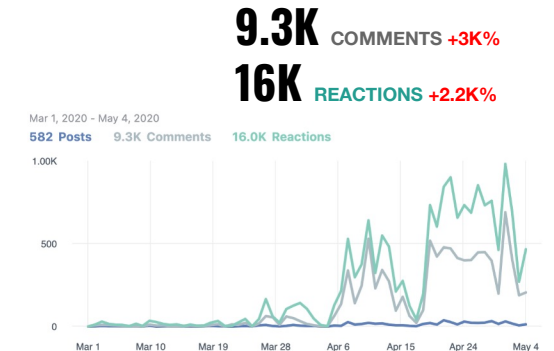 9.3K COMMENTS +3K%
16K REACTIONS +2.2K%
Mar 1, 2020 - May 4, 2020
582 Posts 9.3K Comments 16.0K Reactions
1.00K
500
0
Mar 1 Mar 10 Mar 19 Mar 28 Apr 6 Apr 15 Apr 24 May 4